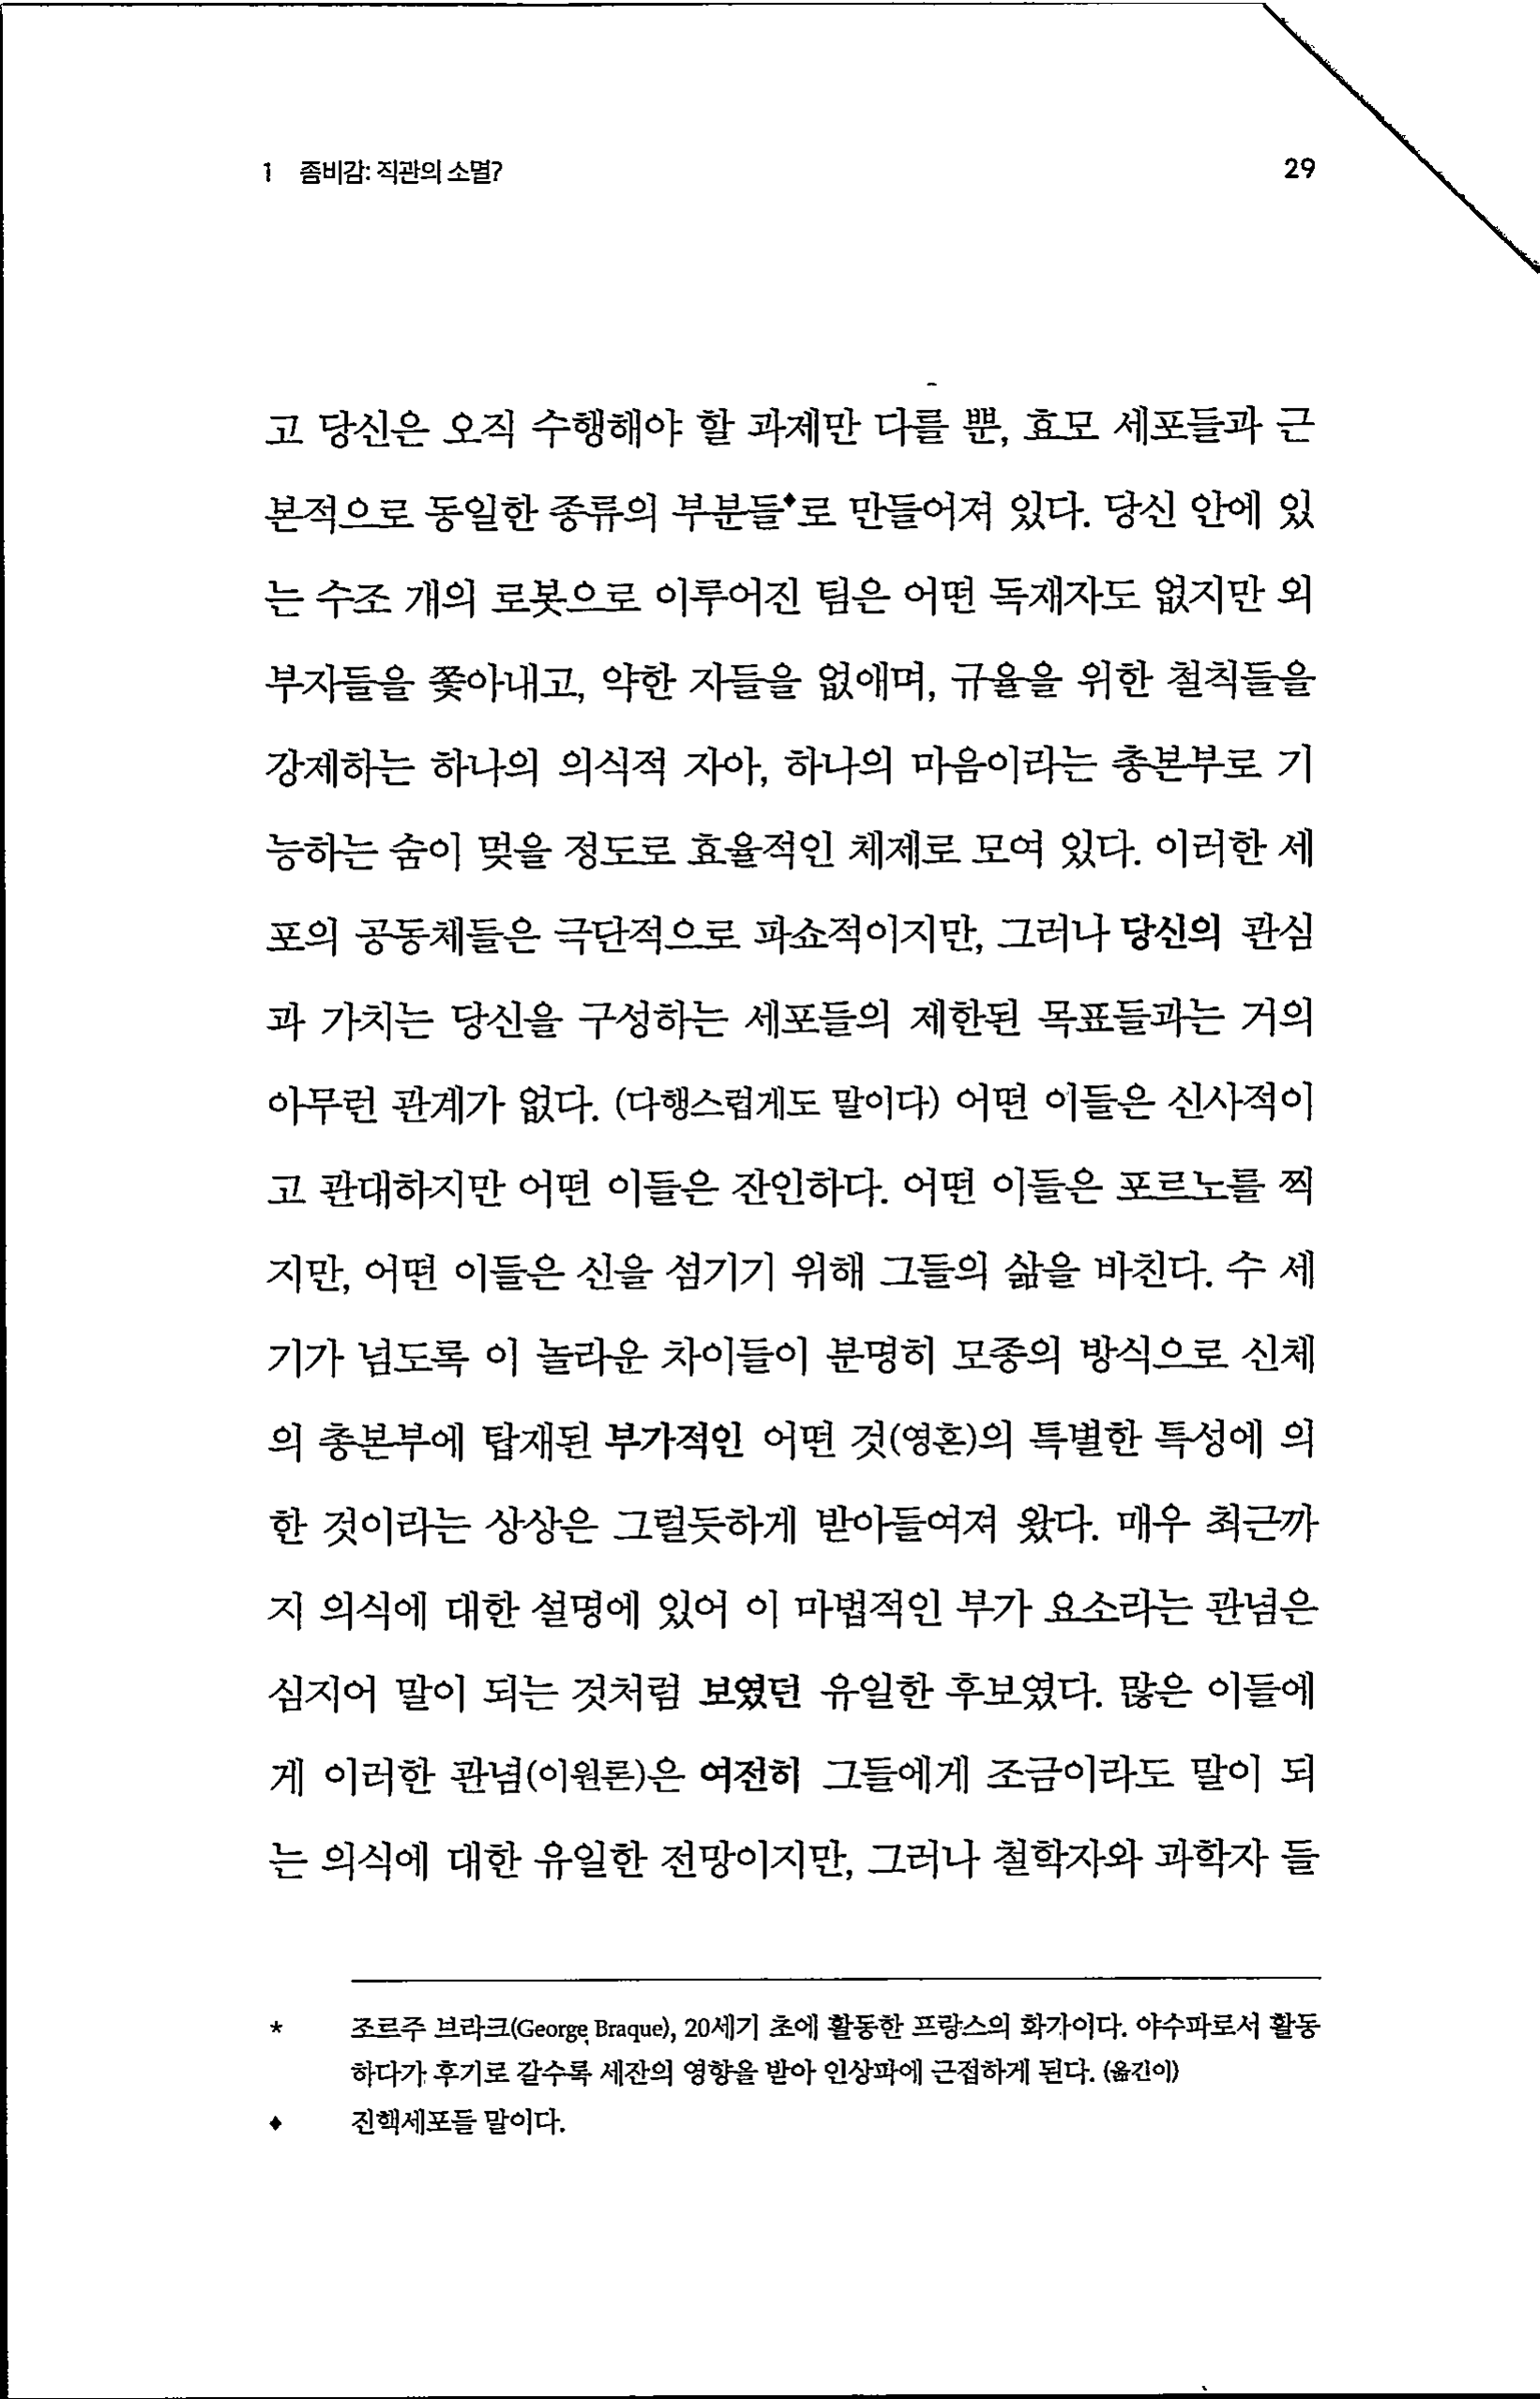 1 좀비감: 직관의 소멸? 29
고 당신은 오직 수행해야 할 과제만 다를 뿐, 효모 세포들과 근
본적으로 동일한 종류의 부분들♦로 만들어져 있다. 당신 안에 있
는 수조 개의 로봇으로 이루어진 팀은 어떤 독재자도 없지만 외
부자들을 쫓아내고, 약한 자들을 없애며, 규율을 위한 철칙들을
강제하는 하나의 의식적 자아, 하나의 마음이라는 총본부로 기
능하는 숨이 멎을 정도로 효율적인 체제로 모여 있다. 이러한 세
포의 공동체들은 극단적으로 파쇼적이지만, 그러나 당신의 관심
과 가치는 당신을 구성하는 세포들의 제한된 목표들과는 거의
아무런 관계가 없다. (다행스럽게도 말이다) 어떤 이들은 신사적이
고 관대하지만 어떤 이들은 잔인하다. 어떤 이들은 포르노를 찍
지만, 어떤 이들은 신을 섬기기 위해 그들의 삶을 바친다. 수 세
기가 넘도록 이 놀라운 차이들이 분명히 모종의 방식으로 신체
의 총본부에 탑재된 부가적인 어떤 것(영혼)의 특별한 특성에 의
한 것이라는 상상은 그럴듯하게 받아들여져 왔다. 매우 최근까
지 의식에 대한 설명에 있어 이 마법적인 부가 요소라는 관념은
심지어 말이 되는 것처럼 보였던 유일한 후보였다. 많은 이들에
게 이러한 관념(이원론)은 여전히 그들에게 조금이라도 말이 되
는 의식에 대한 유일한 전망이지만, 그러나 철학자와 과학자 들
* 조르주 브라크(George Braque), 20세기 초에 활동한 프랑스의 화가이다. 야수파로서 활동
하다가 후기로 갈수록 세잔의 영향을 받아 인상파에 근접하게 된다. (옮긴이)
♦ 진핵세포들 말이다.